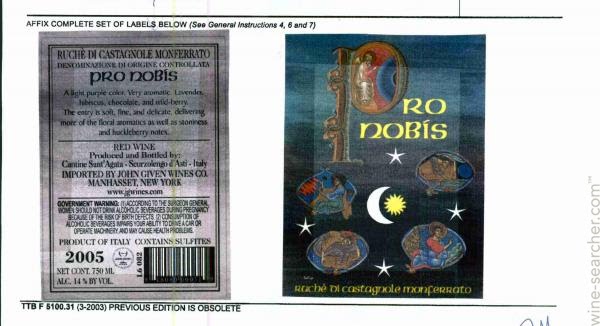 AFFIX COMPLETE SET OF LABELS BELOW (See General Instructions 4, 6 and 7)
RUCHÈ DI CASTAGNOLE MONFERRATO
DENOMINAZIONE DI ORIGINE CONTROLLATA
PRO NOBIS
A light purple color. Very aromatic. Lavender,
hibiscus, chocolate, and wild-berry.
The entry is soft, fine, and delicate, delivering
more of the floral aromatics as well as stoniness
and huckleberry notes.
RED WINE
Produced and Bottled by:
Cantine Sant'Agata - Scurzolengo d'Asti - Italy
IMPORTED BY JOHN GIVEN WINES CO.
MANHASSET, NEW YORK
www.jgwines.com
GOVERNMENT WARNING: (1) ACCORDING TO THE SURGEON GENERAL,
WOMEN SHOULD NOT DRINK ALCOHOLIC BEVERAGES DURING PREGNANCY
BECAUSE OF THE RISK OF BIRTH DEFECTS. (2) CONSUMPTION OF
ALCOHOLIC BEVERAGES IMPAIRS YOUR ABILITY TO DRIVE A CAR OR
OPERATE MACHINERY, AND MAY CAUSE HEALTH PROBLEMS.
PRODUCT OF ITALY CONTAINS SULFITES
2005
NET CONT. 750 ML
ALC. 14 % BY VOL.
L6 082
PRO
NOBIS
RUCHÈ DI CASTAGNOLE MONFERRATO
TTB F 5100.31 (3-2003) PREVIOUS EDITION IS OBSOLETE
wine-searcher.com™